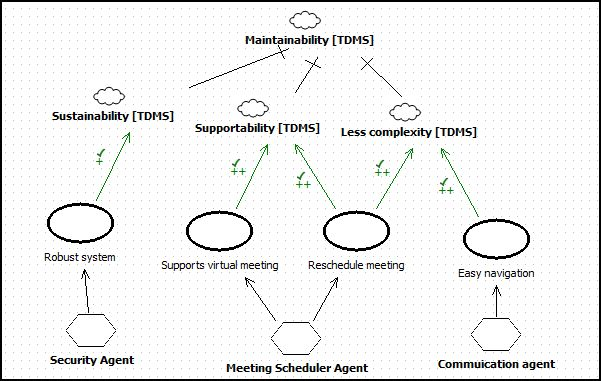 Maintainability [TDMS]
Sustainability [TDMS]
Supportability [TDMS]
Less complexity [TDMS]
+
++
++
++
++
Robust system
Supports virtual meeting
Reschedule meeting
Easy navigation
Security Agent
Meeting Scheduler Agent
Commuication agent